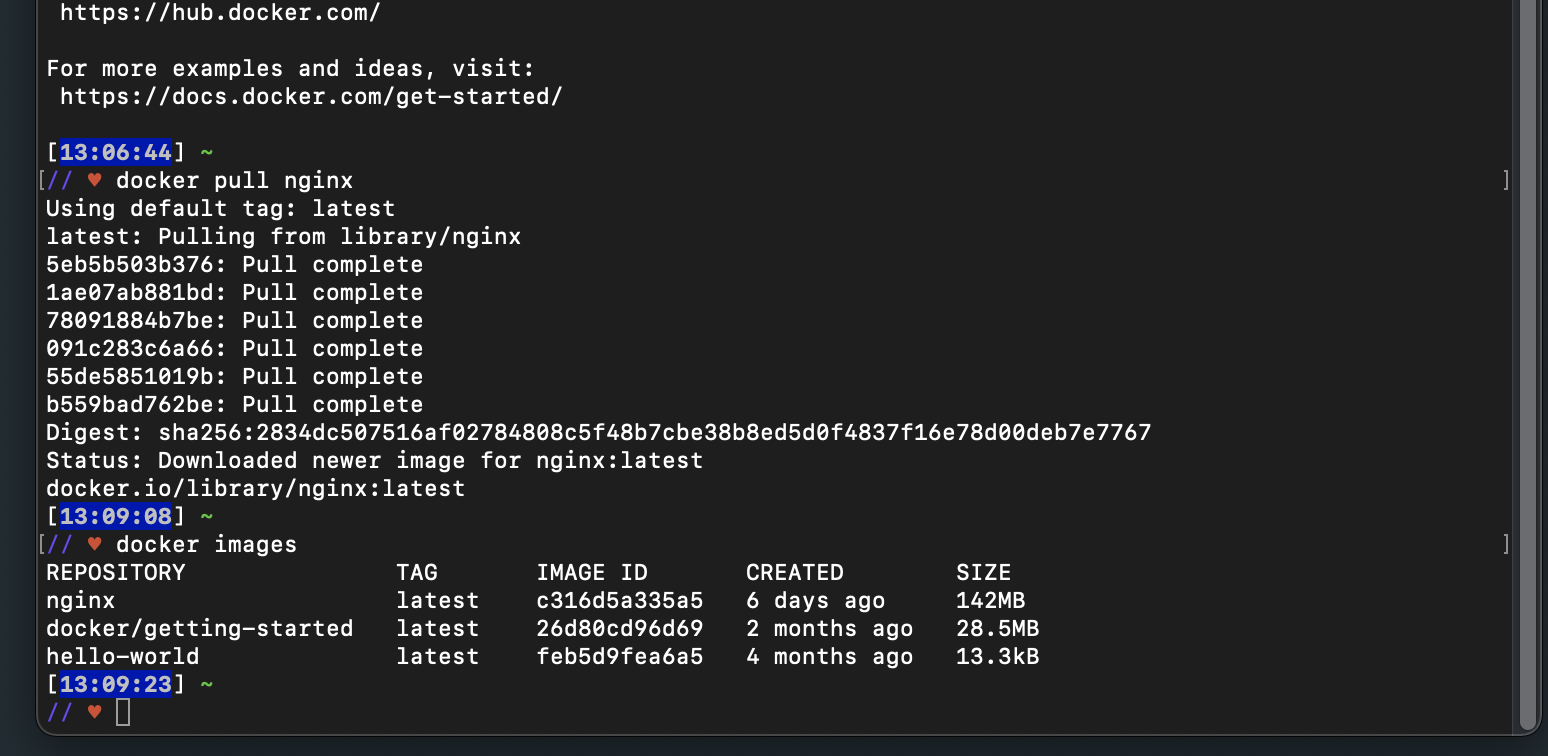 https://hub.docker.com/
For more examples and ideas, visit:
https://docs.docker.com/get-started/
[13:06:44] ~
[// ♥ docker pull nginx ]
Using default tag: latest
latest: Pulling from library/nginx
5eb5b503b376: Pull complete
1ae07ab881bd: Pull complete
78091884b7be: Pull complete
091c283c6a66: Pull complete
55de5851019b: Pull complete
b559bad762be: Pull complete
Digest: sha256:2834dc507516af02784808c5f48b7cbe38b8ed5d0f4837f16e78d00deb7e7767
Status: Downloaded newer image for nginx:latest
docker.io/library/nginx:latest
[13:09:08] ~
[// ♥ docker images ]
REPOSITORY TAG IMAGE ID CREATED SIZE
nginx latest c316d5a335a5 6 days ago 142MB
docker/getting-started latest 26d80cd96d69 2 months ago 28.5MB
hello-world latest feb5d9fea6a5 4 months ago 13.3kB
[13:09:23] ~
// ♥